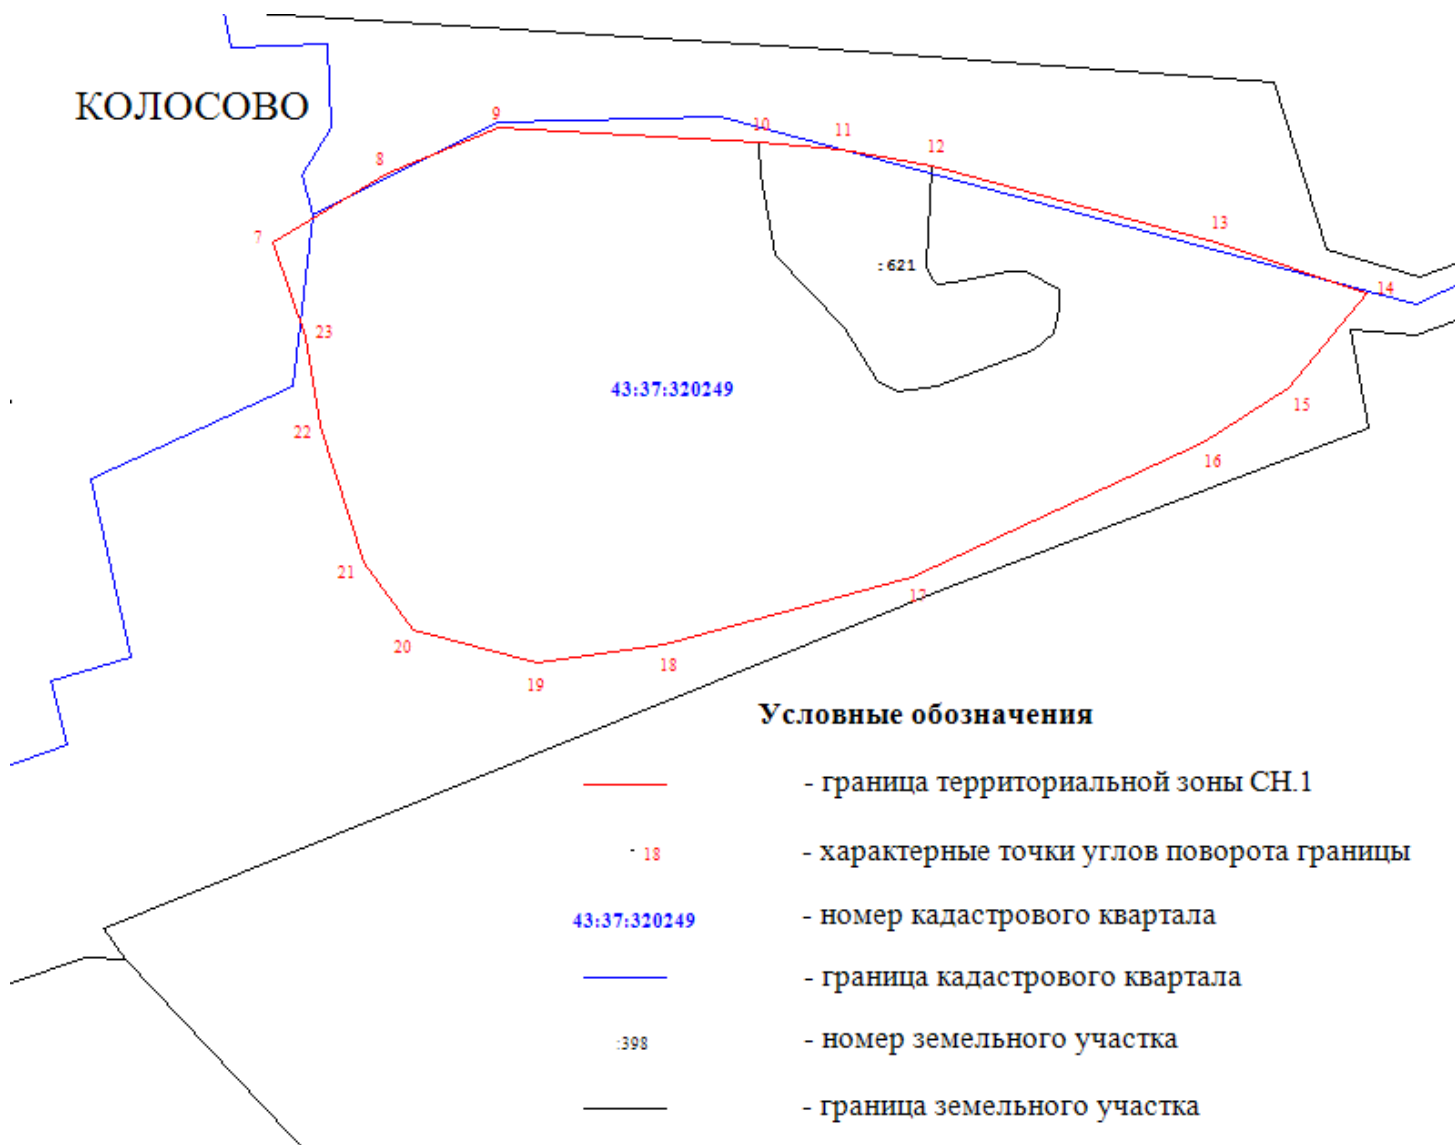 КОЛОСОВО
9
10
11
12
8
7
13
:621
14
23
43:37:320249
15
22
16
21
17
20
18
19
Условные обозначения
- граница территориальной зоны СН.1
18 - характерные точки углов поворота границы
43:37:320249 - номер кадастрового квартала
- граница кадастрового квартала
:398 - номер земельного участка
- граница земельного участка